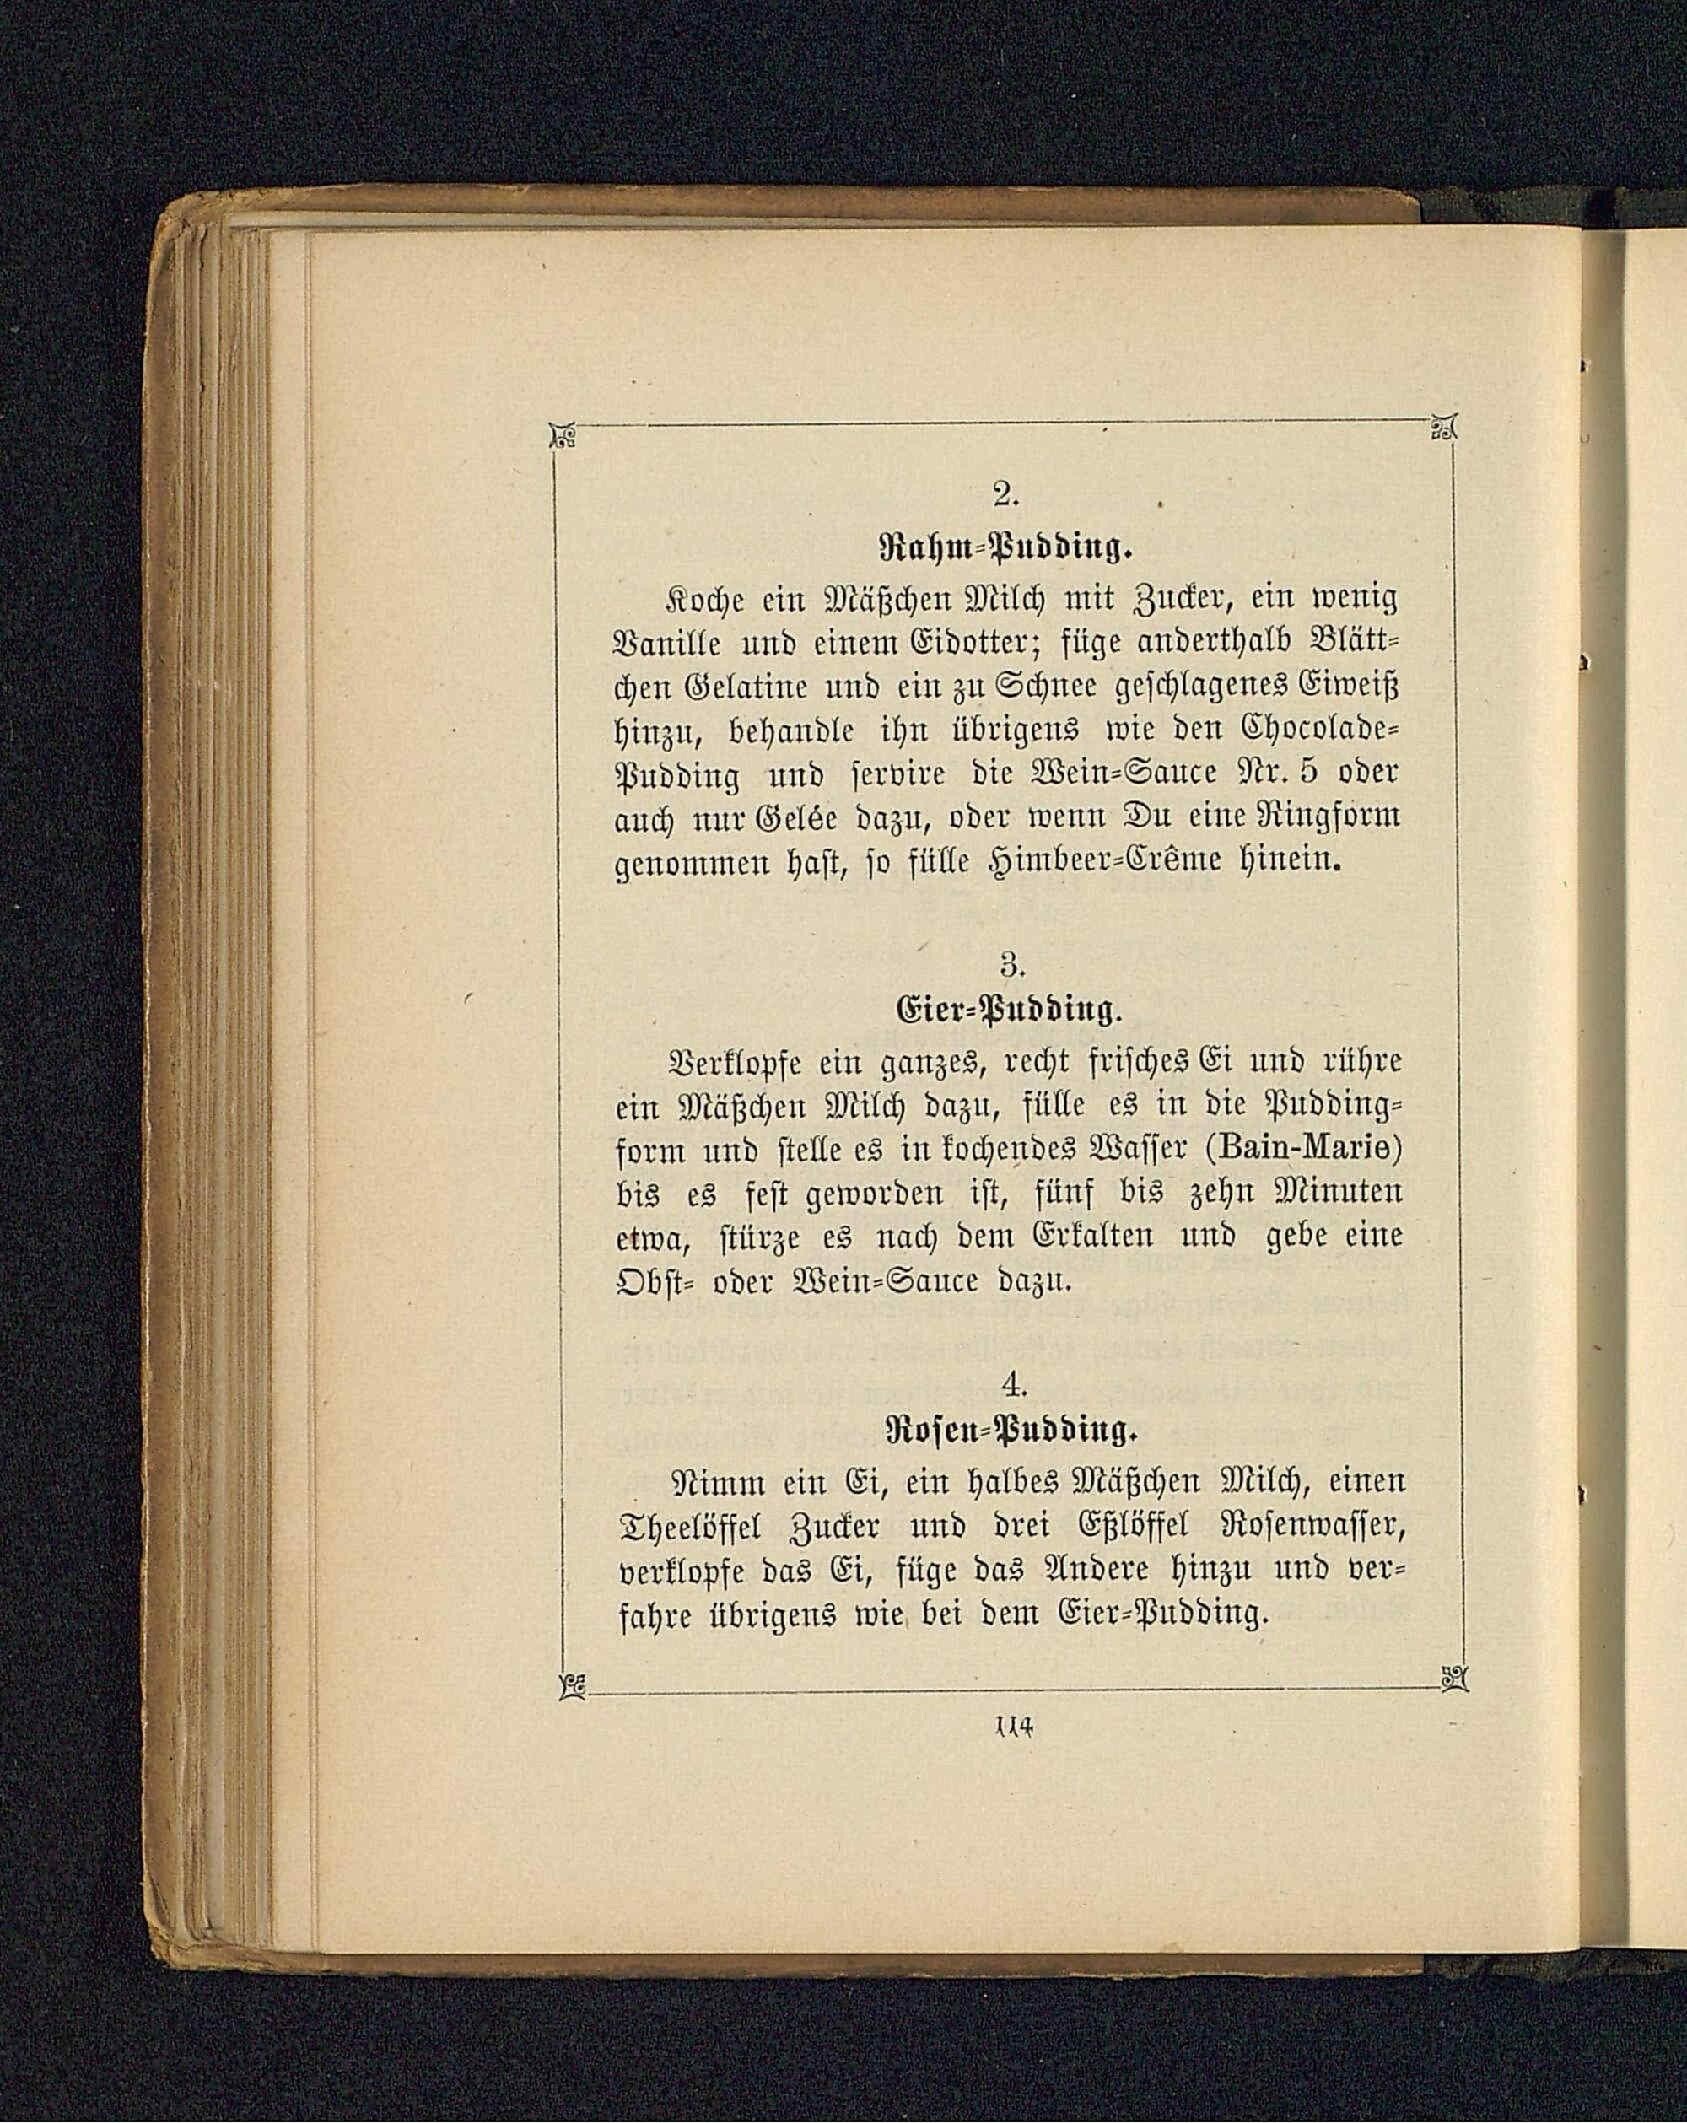 2.
Rahm-Pudding.
Koche ein Mäßchen Milch mit Zucker, ein wenig
Vanille und einem Eidotter; füge anderthalb Blätt-
chen Gelatine und ein zu Schnee geschlagenes Eiweiß
hinzu, behandle ihn übrigens wie den Chocolade-
Pudding und servire die Wein-Sauce Nr. 5 oder
auch nur Gelée dazu, oder wenn Du eine Ringform
genommen hast, so fülle Himbeer-Crême hinein.
3.
Eier-Pudding.
Verklopfe ein ganzes, recht frisches Ei und rühre
ein Mäßchen Milch dazu, fülle es in die Pudding-
form und stelle es in kochendes Wasser (Bain-Marie)
bis es fest geworden ist, fünf bis zehn Minuten
etwa, stürze es nach dem Erkalten und gebe eine
Obst- oder Wein-Sauce dazu.
4.
Rosen-Pudding.
Nimm ein Ei, ein halbes Mäßchen Milch, einen
Theelöffel Zucker und drei Eßlöffel Rosenwasser,
verklopfe das Ei, füge das Andere hinzu und ver-
fahre übrigens wie bei dem Eier-Pudding.
114